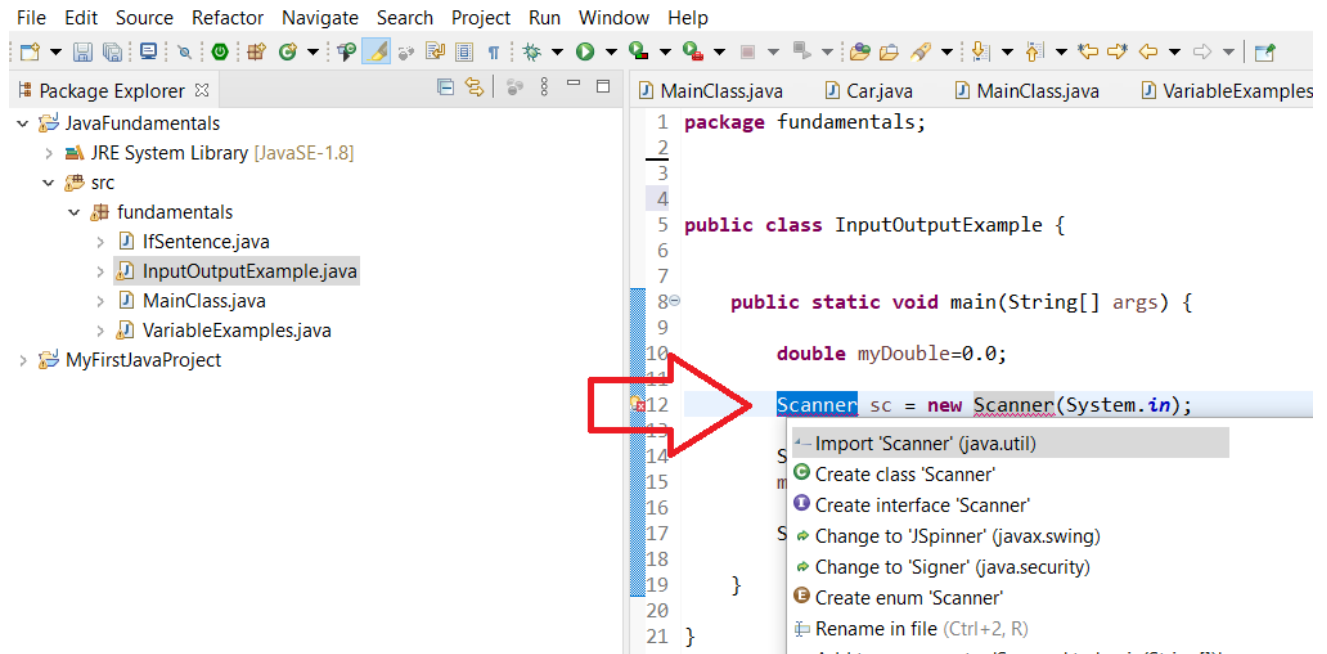 File Edit Source Refactor Navigate Search Project Run Window Help
Package Explorer
JavaFundamentals
JRE System Library [JavaSE-1.8]
src
fundamentals
IfSentence.java
InputOutputExample.java
MainClass.java
VariableExamples.java
MyFirstJavaProject
MainClass.java Car.java MainClass.java VariableExamples
1 package fundamentals;
2
3
4
5 public class InputOutputExample {
6
7
8 public static void main(String[] args) {
9
10 double myDouble=0.0;
11
12 Scanner sc = new Scanner(System.in);
13
14 S
15 m
16
17 S
18
19 }
20
21 }
Import 'Scanner' (java.util)
Create class 'Scanner'
Create interface 'Scanner'
Change to 'JSpinner' (javax.swing)
Change to 'Signer' (java.security)
Create enum 'Scanner'
Rename in file (Ctrl+2, R)